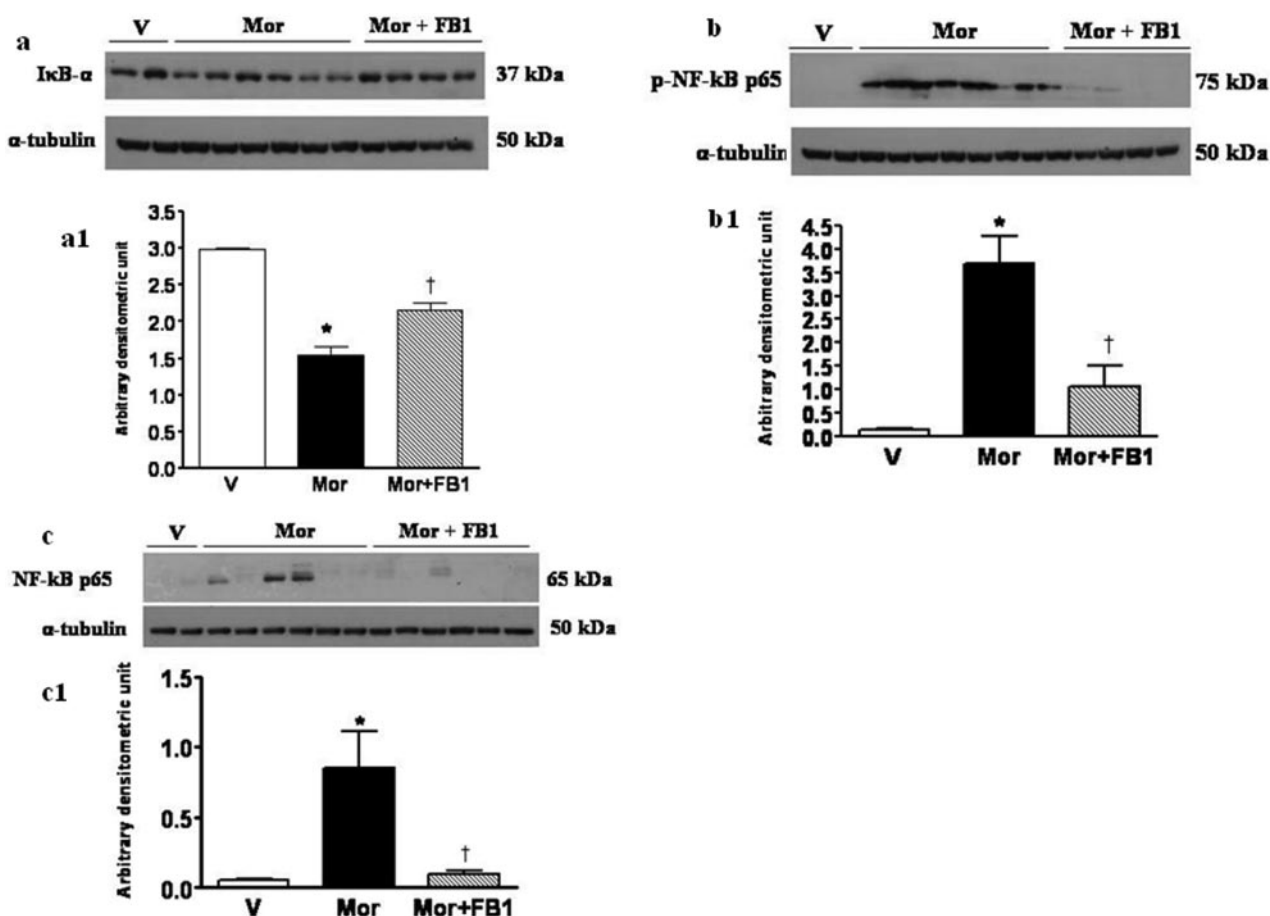 a
V Mor Mor + FB1
IκB-α 37 kDa
α-tubulin 50 kDa
a1
Arbitrary densitometric unit
3.5
3.0
2.5
2.0
1.5
1.0
0.5
0.0
*
†
V Mor Mor+FB1
b
V Mor Mor + FB1
p-NF-kB p65 75 kDa
α-tubulin 50 kDa
b1
Arbitrary densitometric unit
4.5
4.0
3.5
3.0
2.5
2.0
1.5
1.0
0.5
0.0
*
†
V Mor Mor+FB1
c
V Mor Mor + FB1
NF-kB p65 65 kDa
α-tubulin 50 kDa
c1
Arbitrary densitometric unit
1.5
1.0
0.5
0.0
*
†
V Mor Mor+FB1